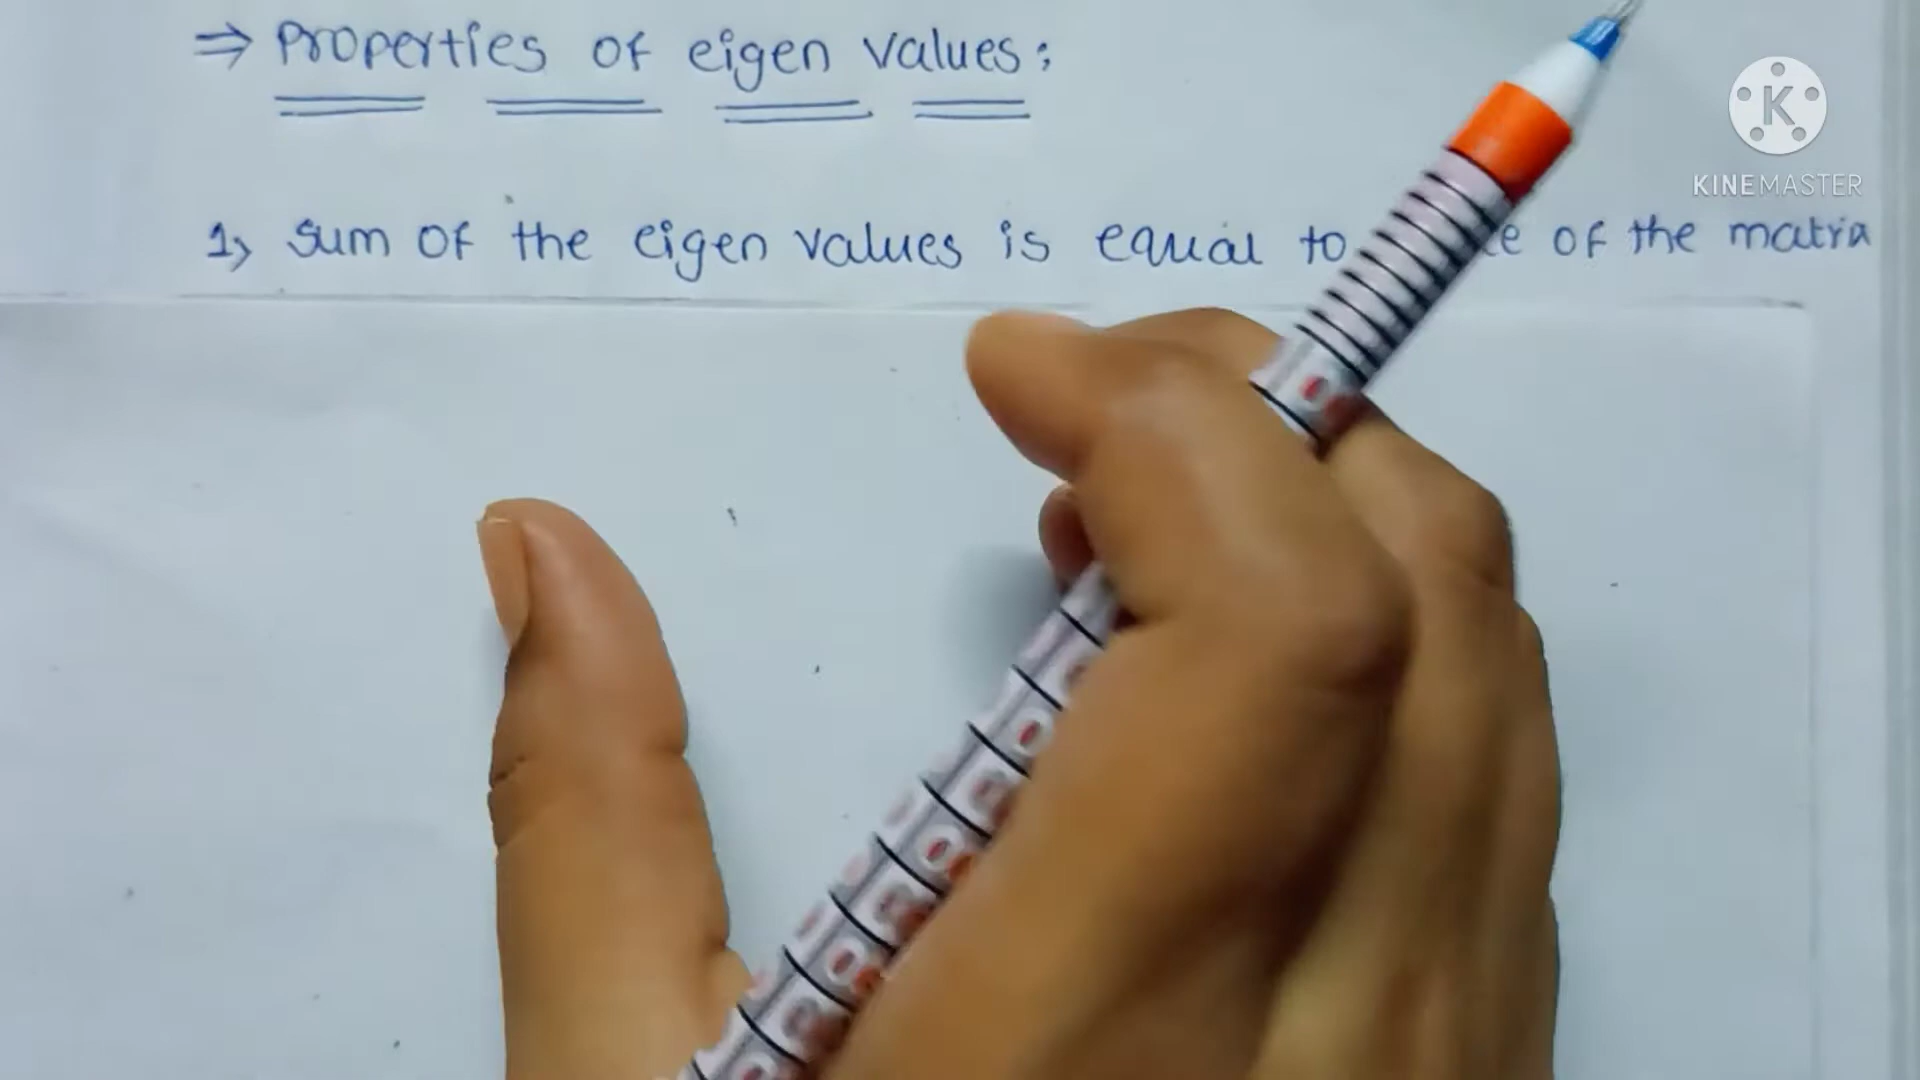 ⇒ Properties of eigen values:
1) Sum of the eigen values is equal to of the matrix
K
KINEMASTER